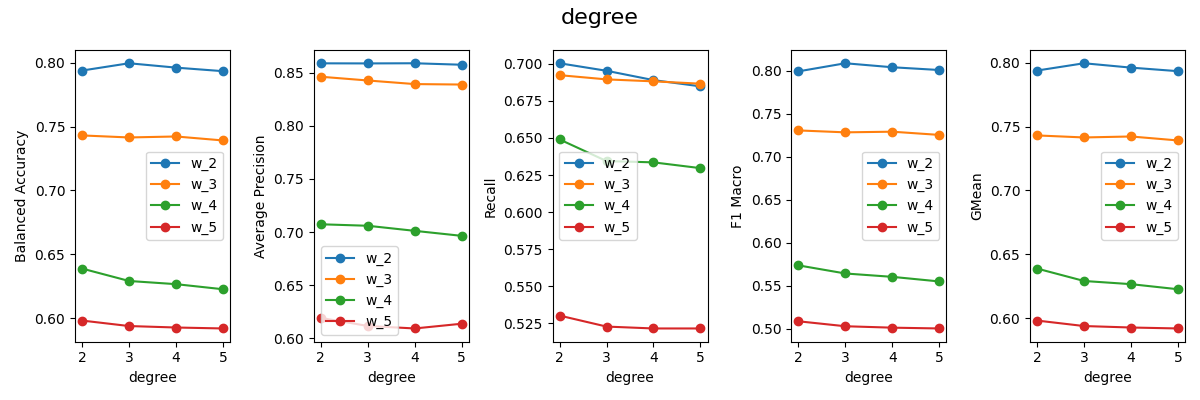 degree
Balanced Accuracy
0.80
0.75
0.70
0.65
0.60
2 3 4 5
degree
w_2
w_3
w_4
w_5
Average Precision
0.85
0.80
0.75
0.70
0.65
0.60
2 3 4 5
degree
w_2
w_3
w_4
w_5
Recall
0.700
0.675
0.650
0.625
0.600
0.575
0.550
0.525
2 3 4 5
degree
w_2
w_3
w_4
w_5
F1 Macro
0.80
0.75
0.70
0.65
0.60
0.55
0.50
2 3 4 5
degree
w_2
w_3
w_4
w_5
GMean
0.80
0.75
0.70
0.65
0.60
2 3 4 5
degree
w_2
w_3
w_4
w_5